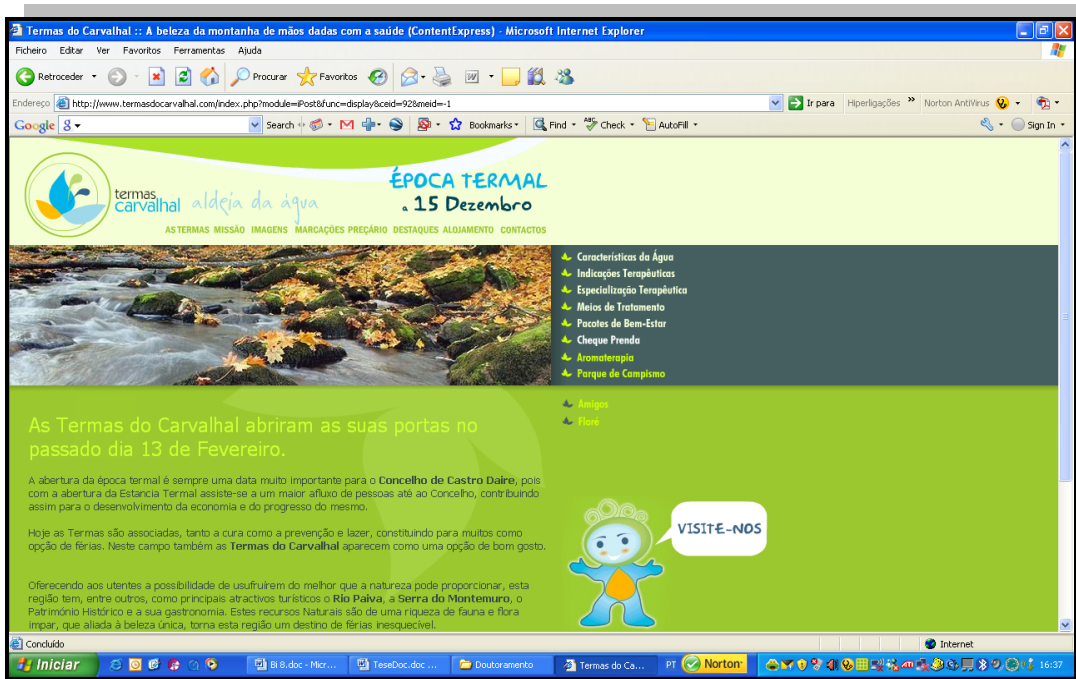 Termas do Carvalhal :: A beleza da montanha de mãos dadas com a saúde (ContentExpress) - Microsoft Internet Explorer
Ficheiro Editar Ver Favoritos Ferramentas Ajuda
Retroceder Procurar Favoritos
Endereço http://www.termasdocarvalhal.com/index.php?module=iPost&func=display&ceid=92&meid=-1 Ir para Hiperligações » Norton AntiVirus
Google Search Bookmarks Find Check AutoFill Sign In
ÉPOCA TERMAL
a 15 Dezembro
termas
carvalhal aldeia da água
AS TERMAS MISSÃO IMAGENS MARCAÇÕES PREÇÁRIO DESTAQUES ALOJAMENTO CONTACTOS
Características da Água
Indicações Terapêuticas
Especialização Terapêutica
Meios de Tratamento
Pacotes de Bem-Estar
Cheque Prenda
Aromaterapia
Parque de Campismo
Amigos
Floré
As Termas do Carvalhal abriram as suas portas no
passado dia 13 de Fevereiro.
A abertura da época termal é sempre uma data muito importante para o Concelho de Castro Daire, pois
com a abertura da Estancia Termal assiste-se a um maior afluxo de pessoas até ao Concelho, contribuindo
assim para o desenvolvimento da economia e do progresso do mesmo.
Hoje as Termas são associadas, tanto a cura como a prevenção e lazer, constituindo para muitos como
opção de férias. Neste campo também as Termas do Carvalhal aparecem como uma opção de bom gosto.
Oferecendo aos utentes a possibilidade de usufruírem do melhor que a natureza pode proporcionar, esta
região tem, entre outros, como principais atractivos turísticos o Rio Paiva, a Serra do Montemuro, o
Património Histórico e a sua gastronomia. Estes recursos Naturais são de uma riqueza de fauna e flora
impar, que aliada à beleza única, torna esta região um destino de férias inesquecível.
VISITE-NOS
Concluído Internet
Iniciar Bi 8.doc - Micr... TeseDoc.doc ... Doutoramento Termas do Ca... PT Norton 16:37